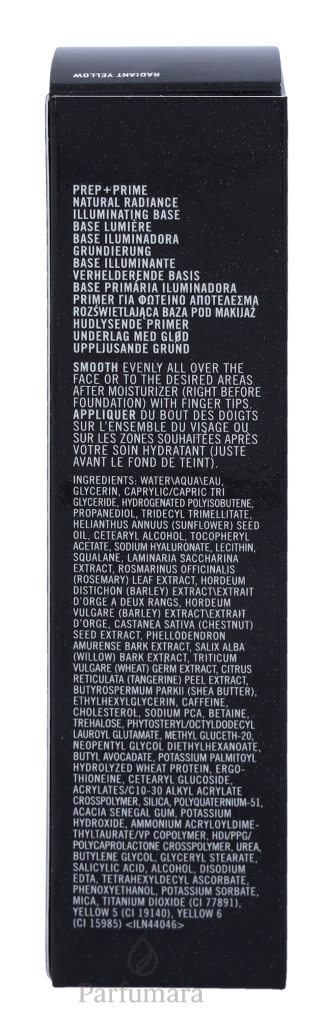 RADIANT YELLOW
PREP+PRIME
NATURAL RADIANCE
ILLUMINATING BASE
BASE LUMIÈRE
BASE ILUMINADORA
GRUNDIERUNG
BASE ILLUMINANTE
VERHELDERENDE BASIS
BASE PRIMÁRIA ILUMINADORA
PRIMER ΓΙΑ ΦΩΤΕΙΝΟ ΑΠΟΤΕΛΕΣΜΑ
ROZŚWIETLAJĄCA BAZA POD MAKIJAŻ
HUDLYSENDE PRIMER
UNDERLAG MED GLØD
UPPLJUSANDE GRUND
SMOOTH EVENLY ALL OVER THE
FACE OR TO THE DESIRED AREAS
AFTER MOISTURIZER (RIGHT BEFORE
FOUNDATION) WITH FINGER TIPS.
APPLIQUER DU BOUT DES DOIGTS
SUR L'ENSEMBLE DU VISAGE OU
SUR LES ZONES SOUHAITÉES APRÈS
VOTRE SOIN HYDRATANT (JUSTE
AVANT LE FOND DE TEINT).
INGREDIENTS: WATER\AQUA\EAU,
GLYCERIN, CAPRYLIC/CAPRIC TRI
GLYCERIDE, HYDROGENATED POLYISOBUTENE,
PROPANEDIOL, TRIDECYL TRIMELLITATE,
HELIANTHUS ANNUUS (SUNFLOWER) SEED
OIL, CETEARYL ALCOHOL, TOCOPHERYL
ACETATE, SODIUM HYALURONATE, LECITHIN,
SQUALANE, LAMINARIA SACCHARINA
EXTRACT, ROSMARINUS OFFICINALIS
(ROSEMARY) LEAF EXTRACT, HORDEUM
DISTICHON (BARLEY) EXTRACT\EXTRAIT
D'ORGE A DEUX RANGS, HORDEUM
VULGARE (BARLEY) EXTRACT\EXTRAIT
D'ORGE, CASTANEA SATIVA (CHESTNUT)
SEED EXTRACT, PHELLODENDRON
AMURENSE BARK EXTRACT, SALIX ALBA
(WILLOW) BARK EXTRACT, TRITICUM
VULGARE (WHEAT) GERM EXTRACT, CITRUS
RETICULATA (TANGERINE) PEEL EXTRACT,
BUTYROSPERMUM PARKII (SHEA BUTTER),
ETHYLHEXYLGLYCERIN, CAFFEINE,
CHOLESTEROL, SODIUM PCA, BETAINE,
TREHALOSE, PHYTOSTERYL/OCTYLDODECYL
LAUROYL GLUTAMATE, METHYL GLUCETH-20,
NEOPENTYL GLYCOL DIETHYLHEXANOATE,
BUTYL AVOCADATE, POTASSIUM PALMITOYL
HYDROLYZED WHEAT PROTEIN, ERGO-
THIONEINE, CETEARYL GLUCOSIDE,
ACRYLATES/C10-30 ALKYL ACRYLATE
CROSSPOLYMER, SILICA, POLYQUATERNIUM-51,
ACACIA SENEGAL GUM, POTASSIUM
HYDROXIDE, AMMONIUM ACRYLOYLDIME-
THYLTAURATE/VP COPOLYMER, HDI/PPG/
POLYCAPROLACTONE CROSSPOLYMER, UREA,
BUTYLENE GLYCOL, GLYCERYL STEARATE,
SALICYLIC ACID, ALCOHOL, DISODIUM
EDTA, TETRAHEXYLDECYL ASCORBATE,
PHENOXYETHANOL, POTASSIUM SORBATE,
MICA, TITANIUM DIOXIDE (CI 77891),
YELLOW 5 (CI 19140), YELLOW 6
(CI 15985) <ILN44046>
Parfumara